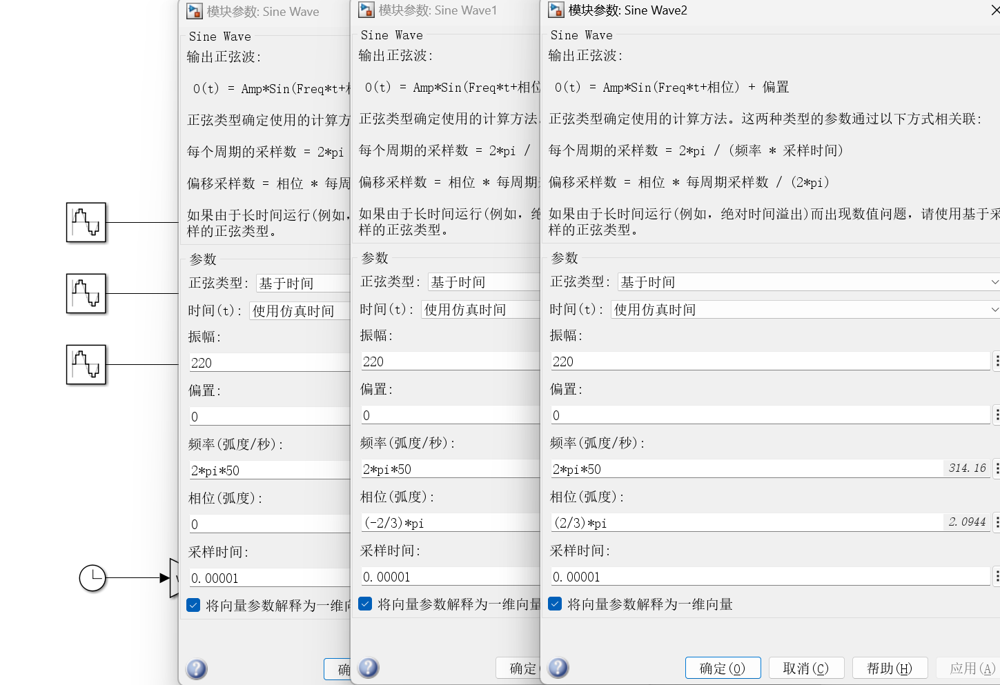 模块参数: Sine Wave
Sine Wave
输出正弦波:
O(t) = Amp*Sin(Freq*t+
正弦类型确定使用的计算方
每个周期的采样数 = 2*pi
偏移采样数 = 相位 * 每周
如果由于长时间运行(例如,
样的正弦类型。
参数
正弦类型: 基于时间
时间(t): 使用仿真时间
振幅:
220
偏置:
0
频率(弧度/秒):
2*pi*50
相位(弧度):
0
采样时间:
0.00001
将向量参数解释为一维向
确
模块参数: Sine Wave1
Sine Wave
输出正弦波:
O(t) = Amp*Sin(Freq*t+相位
正弦类型确定使用的计算方法。
每个周期的采样数 = 2*pi /
偏移采样数 = 相位 * 每周期
如果由于长时间运行(例如, 绝
样的正弦类型。
参数
正弦类型: 基于时间
时间(t): 使用仿真时间
振幅:
220
偏置:
0
频率(弧度/秒):
2*pi*50
相位(弧度):
(-2/3)*pi
采样时间:
0.00001
将向量参数解释为一维向量
确定
模块参数: Sine Wave2
Sine Wave
输出正弦波:
O(t) = Amp*Sin(Freq*t+相位) + 偏置
正弦类型确定使用的计算方法。这两种类型的参数通过以下方式相关联:
每个周期的采样数 = 2*pi / (频率 * 采样时间)
偏移采样数 = 相位 * 每周期采样数 / (2*pi)
如果由于长时间运行(例如, 绝对时间溢出)而出现数值问题, 请使用基于采
样的正弦类型。
参数
正弦类型: 基于时间
时间(t): 使用仿真时间
振幅:
220
偏置:
0
频率(弧度/秒):
2*pi*50 314.16
相位(弧度):
(2/3)*pi 2.0944
采样时间:
0.00001
将向量参数解释为一维向量
确定(O) 取消(C) 帮助(H) 应用(A)